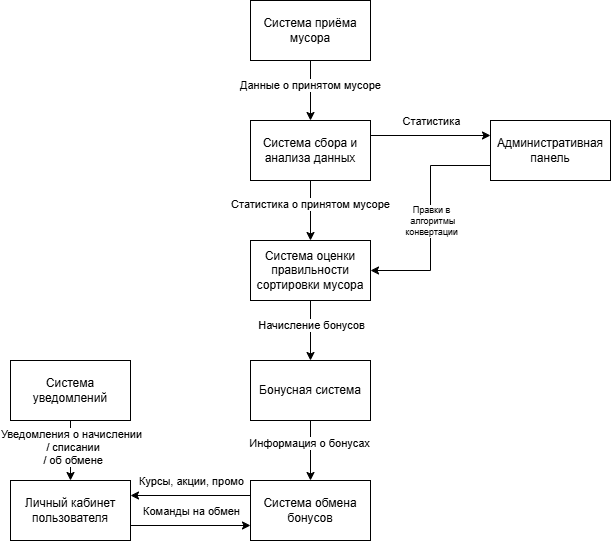 Система приёма
мусора
Данные о принятом мусоре
Система сбора и
анализа данных
Статистика
Административная
панель
Статистика о принятом мусоре
Правки в
алгоритмы
конвертации
Система оценки
правильности
сортировки мусора
Начисление бонусов
Система
уведомлений
Бонусная система
Уведомления о начислении
/ списании
/ об обмене
Информация о бонусах
Личный кабинет
пользователя
Курсы, акции, промо
Команды на обмен
Система обмена
бонусов